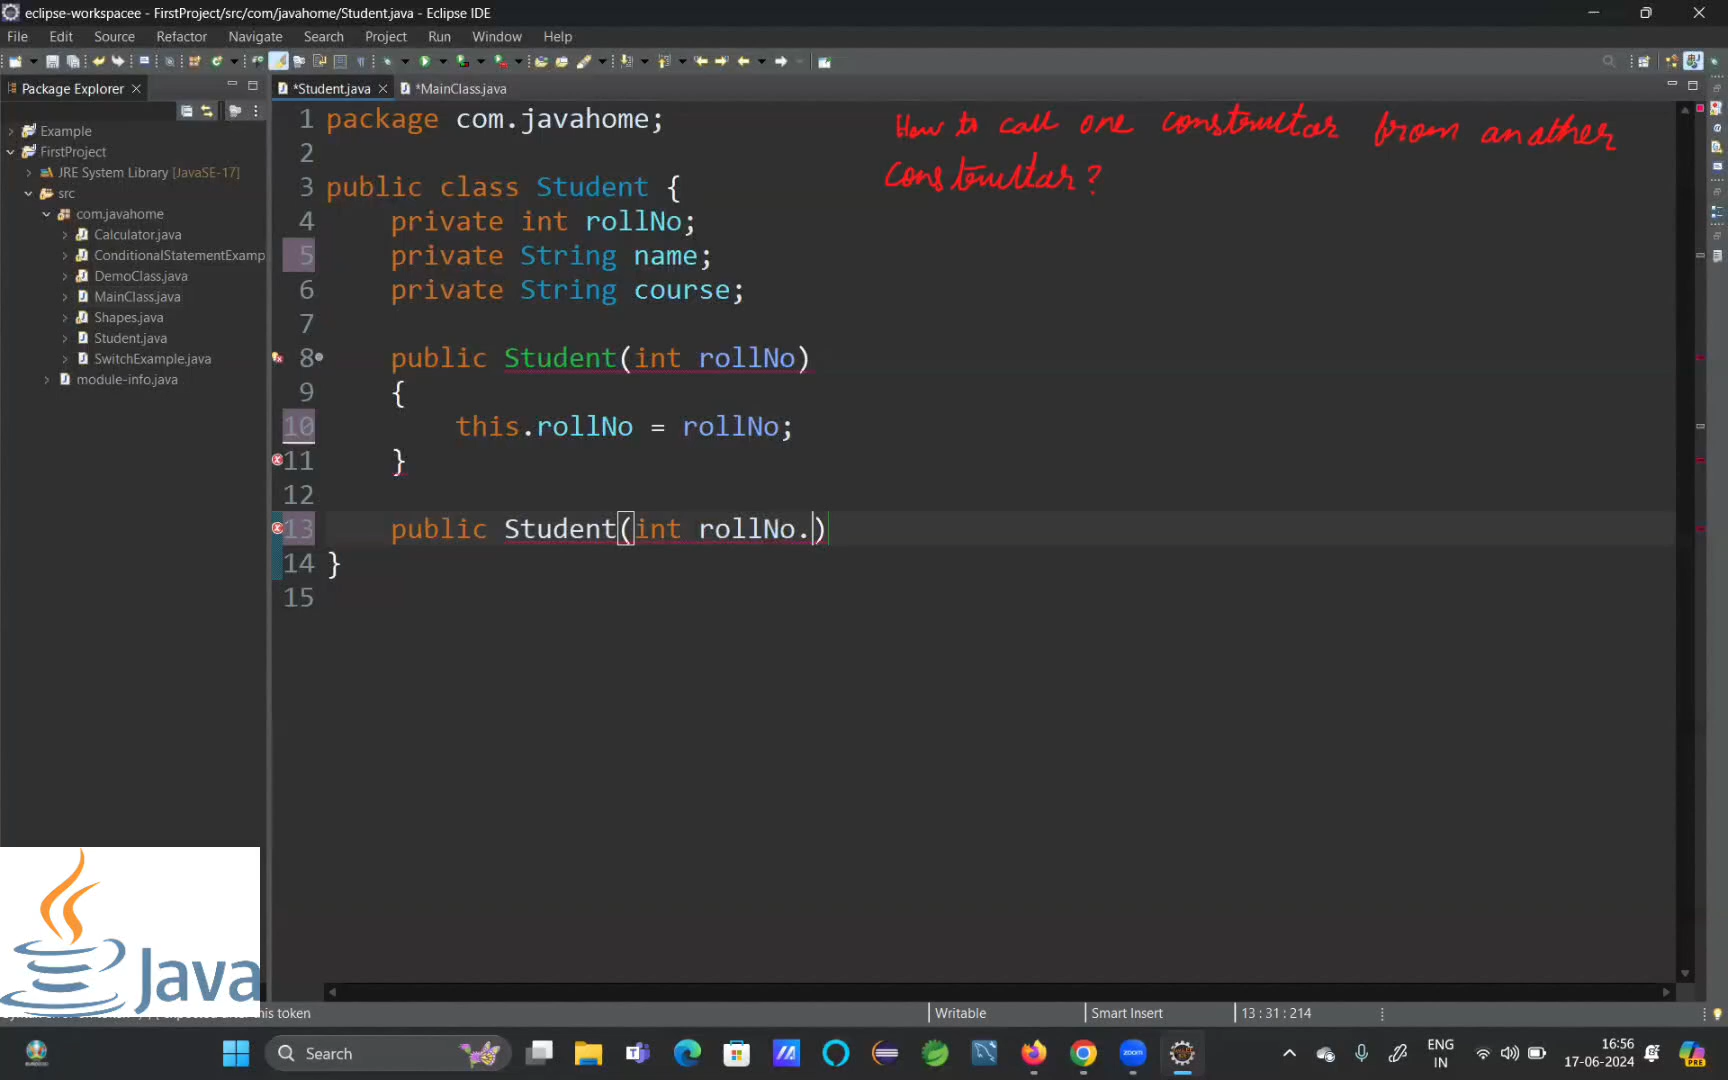 eclipse-workspacee - FirstProject/src/com/javahome/Student.java - Eclipse IDE
File Edit Source Refactor Navigate Search Project Run Window Help
Package Explorer
*Student.java
*MainClass.java
Example
FirstProject
JRE System Library [JavaSE-17]
src
com.javahome
Calculator.java
ConditionalStatementExamp
DemoClass.java
MainClass.java
Shapes.java
Student.java
SwitchExample.java
module-info.java
1 package com.javahome;
2
3 public class Student {
4 private int rollNo;
5 private String name;
6 private String course;
7
8 public Student(int rollNo)
9 {
10 this.rollNo = rollNo;
11 }
12
13 public Student(int rollNo.)
14 }
15
How to call one constructar from anather
constructar?
Java
this token
Writable
Smart Insert
13 : 31 : 214
Search
zoom
ENG
IN
16:56
17-06-2024
PRE